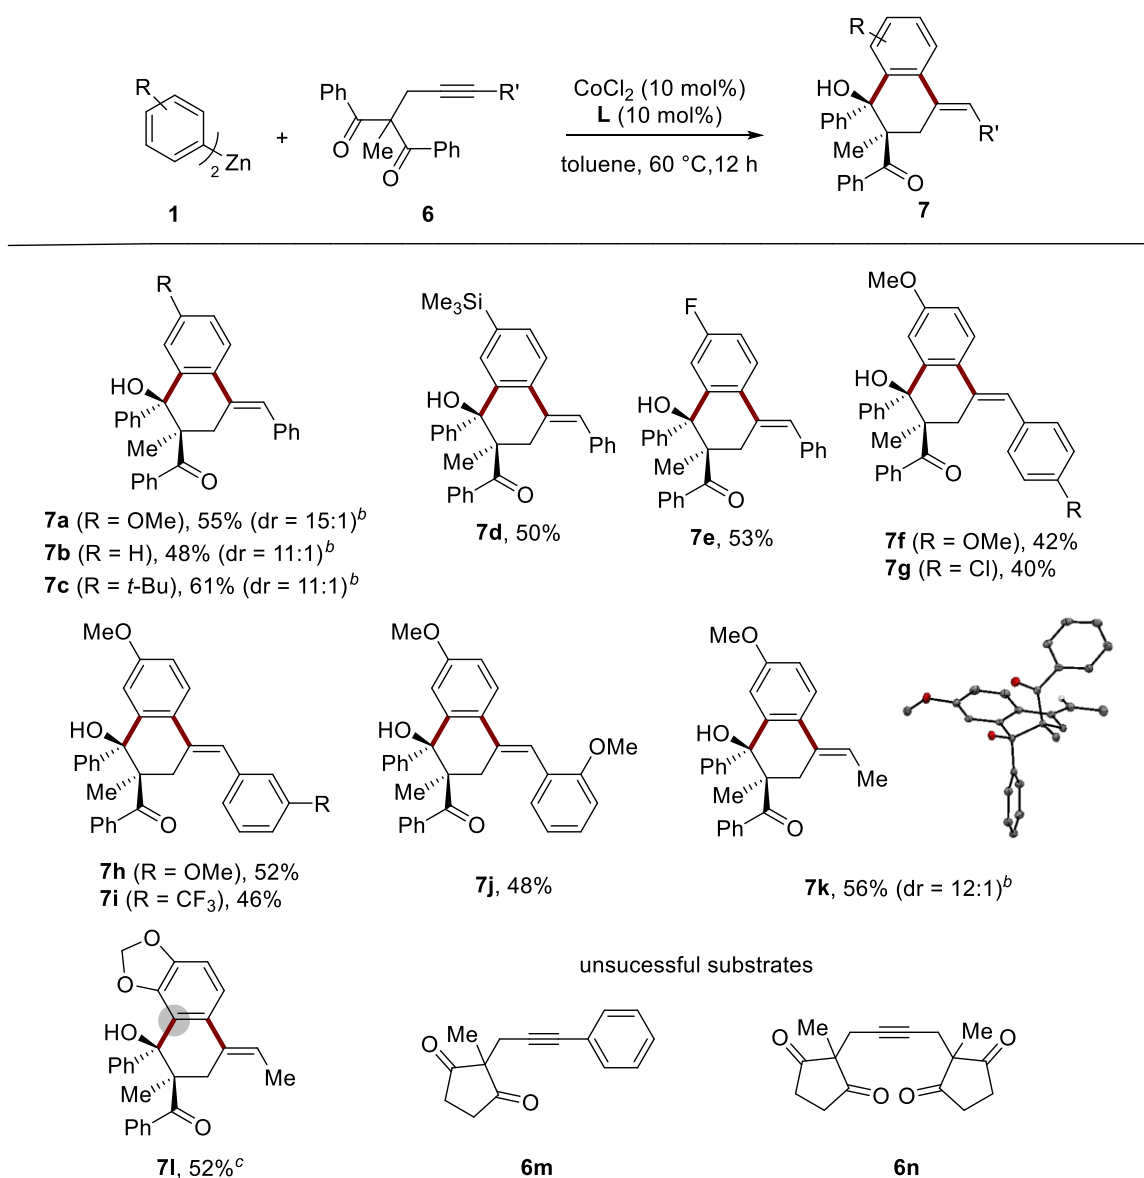 R
Ph
R'
CoCl2 (10 mol%)
HO
L (10 mol%)
Ph
R'
)2Zn
+
O
Me
Ph
O
toluene, 60 °C,12 h
Me
Ph
O
1
6
7
R
HO
Ph
Me
Ph
Ph
O
7a (R = OMe), 55% (dr = 15:1)b
7b (R = H), 48% (dr = 11:1)b
7c (R = t-Bu), 61% (dr = 11:1)b
Me3Si
HO
Ph
Me
Ph
Ph
O
7d, 50%
F
HO
Ph
Me
Ph
Ph
O
7e, 53%
MeO
HO
Ph
Me
Ph
O
R
7f (R = OMe), 42%
7g (R = Cl), 40%
MeO
HO
Ph
Me
Ph
O
R
7h (R = OMe), 52%
7i (R = CF3), 46%
MeO
HO
Ph
Me
OMe
Ph
O
7j, 48%
MeO
HO
Ph
Me
Me
Ph
O
7k, 56% (dr = 12:1)b
O
O
HO
Ph
Me
Me
Ph
O
7l, 52%c
unsucessful substrates
O
Me
O
6m
O
Me
O
O
Me
O
6n